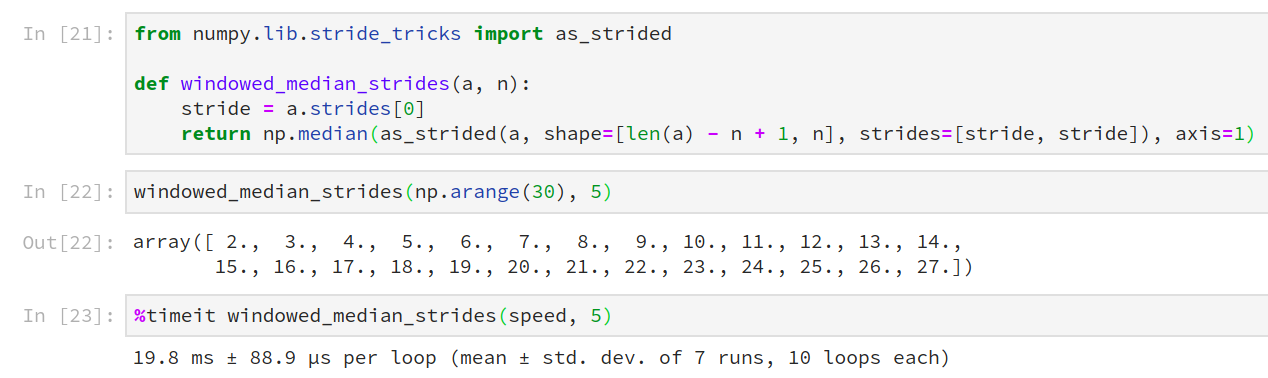 In [21]: from numpy.lib.stride_tricks import as_strided
def windowed_median_strides(a, n):
    stride = a.strides[0]
    return np.median(as_strided(a, shape=[len(a) - n + 1, n], strides=[stride, stride]), axis=1)
In [22]: windowed_median_strides(np.arange(30), 5)
Out[22]: array([ 2.,  3.,  4.,  5.,  6.,  7.,  8.,  9., 10., 11., 12., 13., 14.,
       15., 16., 17., 18., 19., 20., 21., 22., 23., 24., 25., 26., 27.])
In [23]: %timeit windowed_median_strides(speed, 5)
19.8 ms ± 88.9 µs per loop (mean ± std. dev. of 7 runs, 10 loops each)